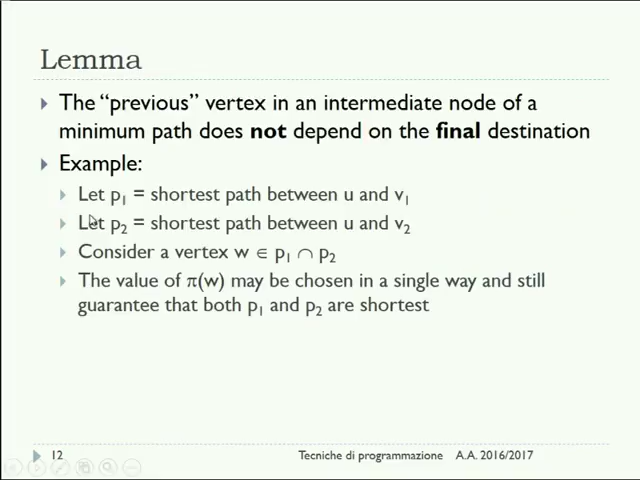 Lemma
The “previous” vertex in an intermediate node of a
minimum path does not depend on the final destination
Example:
Let p1 = shortest path between u and v1
Let p2 = shortest path between u and v2
Consider a vertex w ∈ p1 ∩ p2
The value of π(w) may be chosen in a single way and still
guarantee that both p1 and p2 are shortest
12
Tecniche di programmazione A.A. 2016/2017